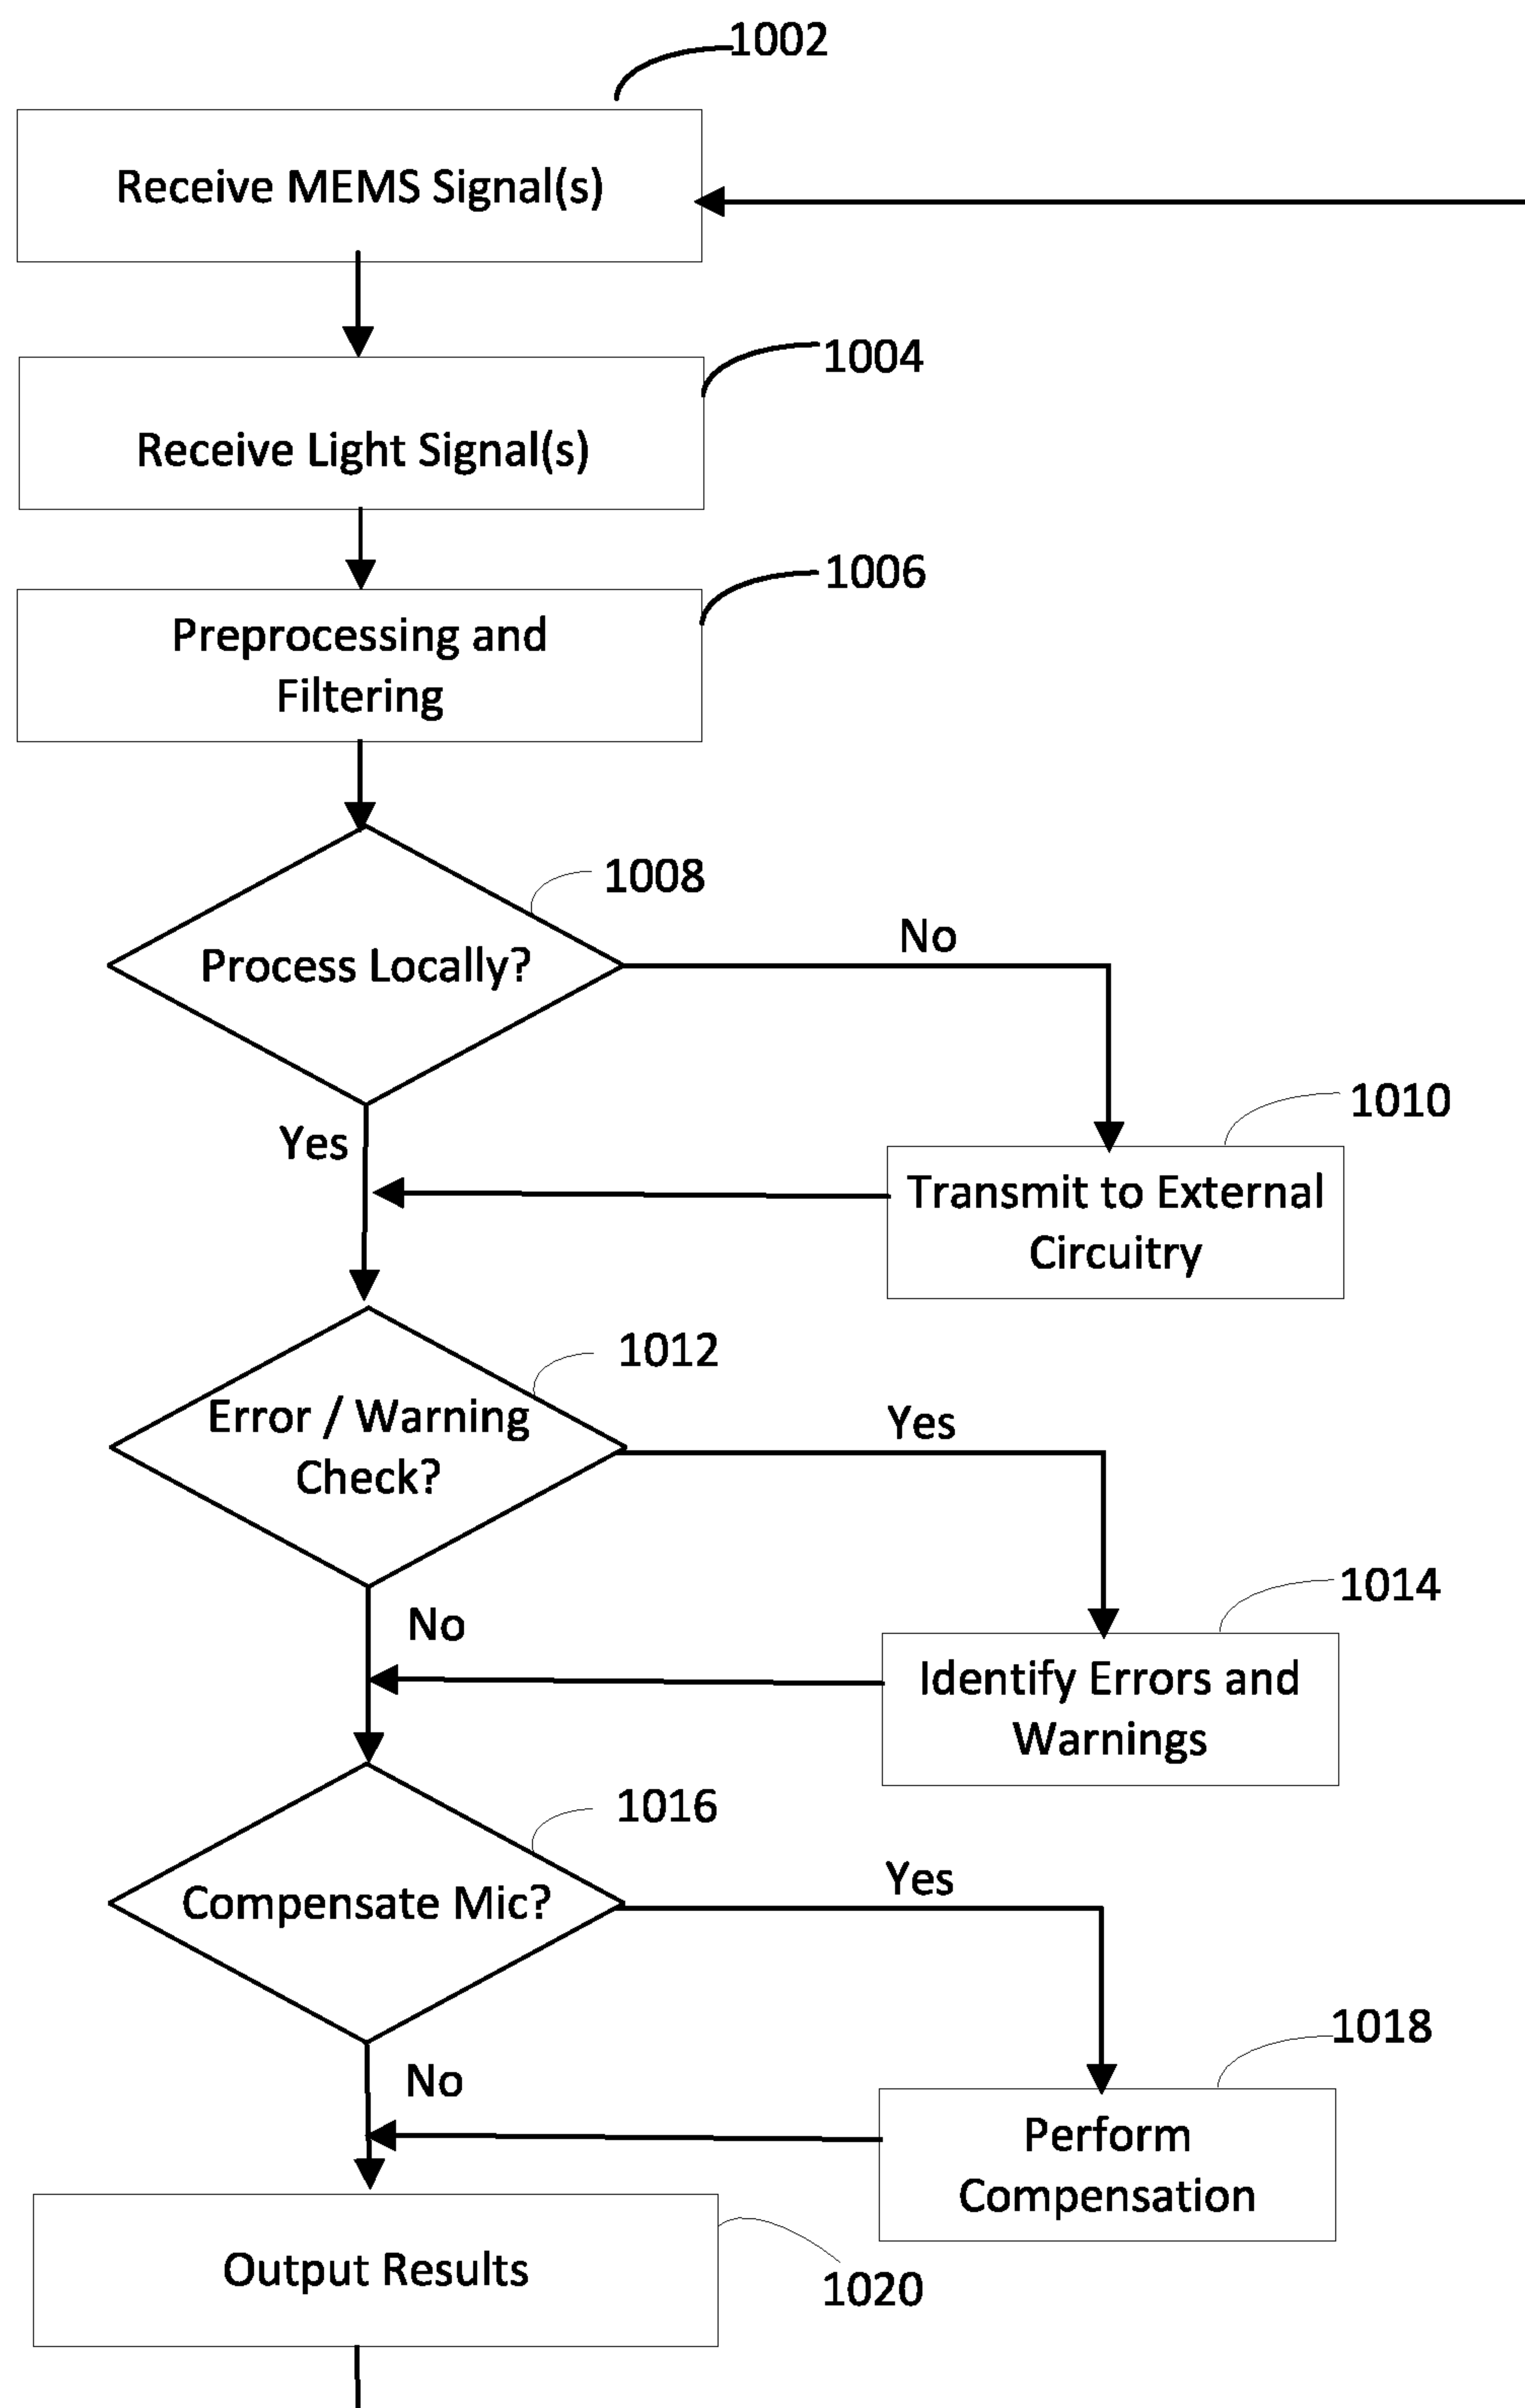 1002
Receive MEMS Signal(s)
1004
Receive Light Signal(s)
1006
Preprocessing and
Filtering
1008
Process Locally?
No
Yes
1010
Transmit to External
Circuitry
1012
Error / Warning
Check?
Yes
No
1014
Identify Errors and
Warnings
1016
Compensate Mic?
Yes
No
1018
Perform
Compensation
Output Results
1020